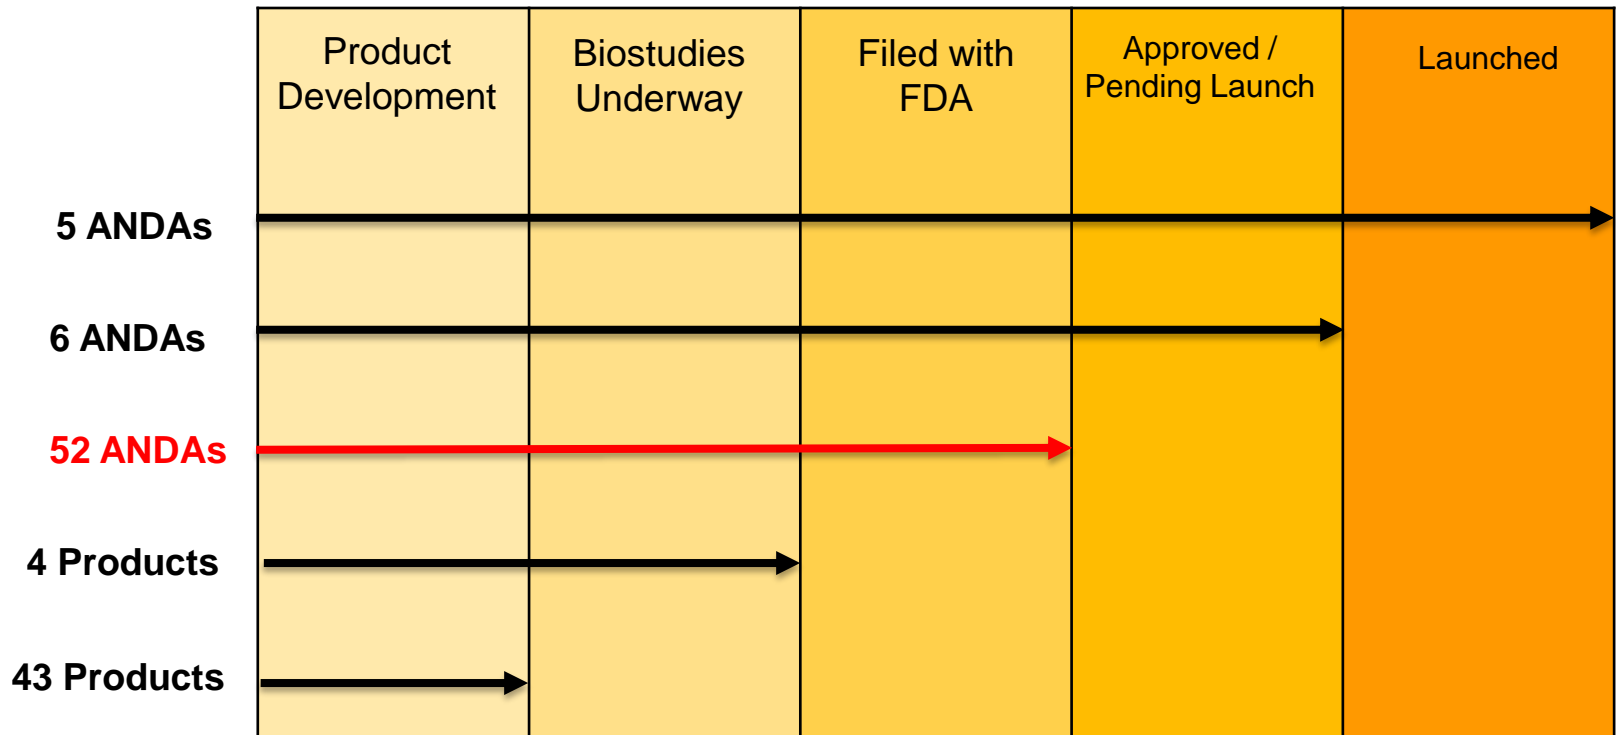 Product
Development
Biostudies
Underway
Filed with
FDA
Approved /
Pending Launch
Launched
5 ANDAs
6 ANDAs
52 ANDAs
4 Products
43 Products